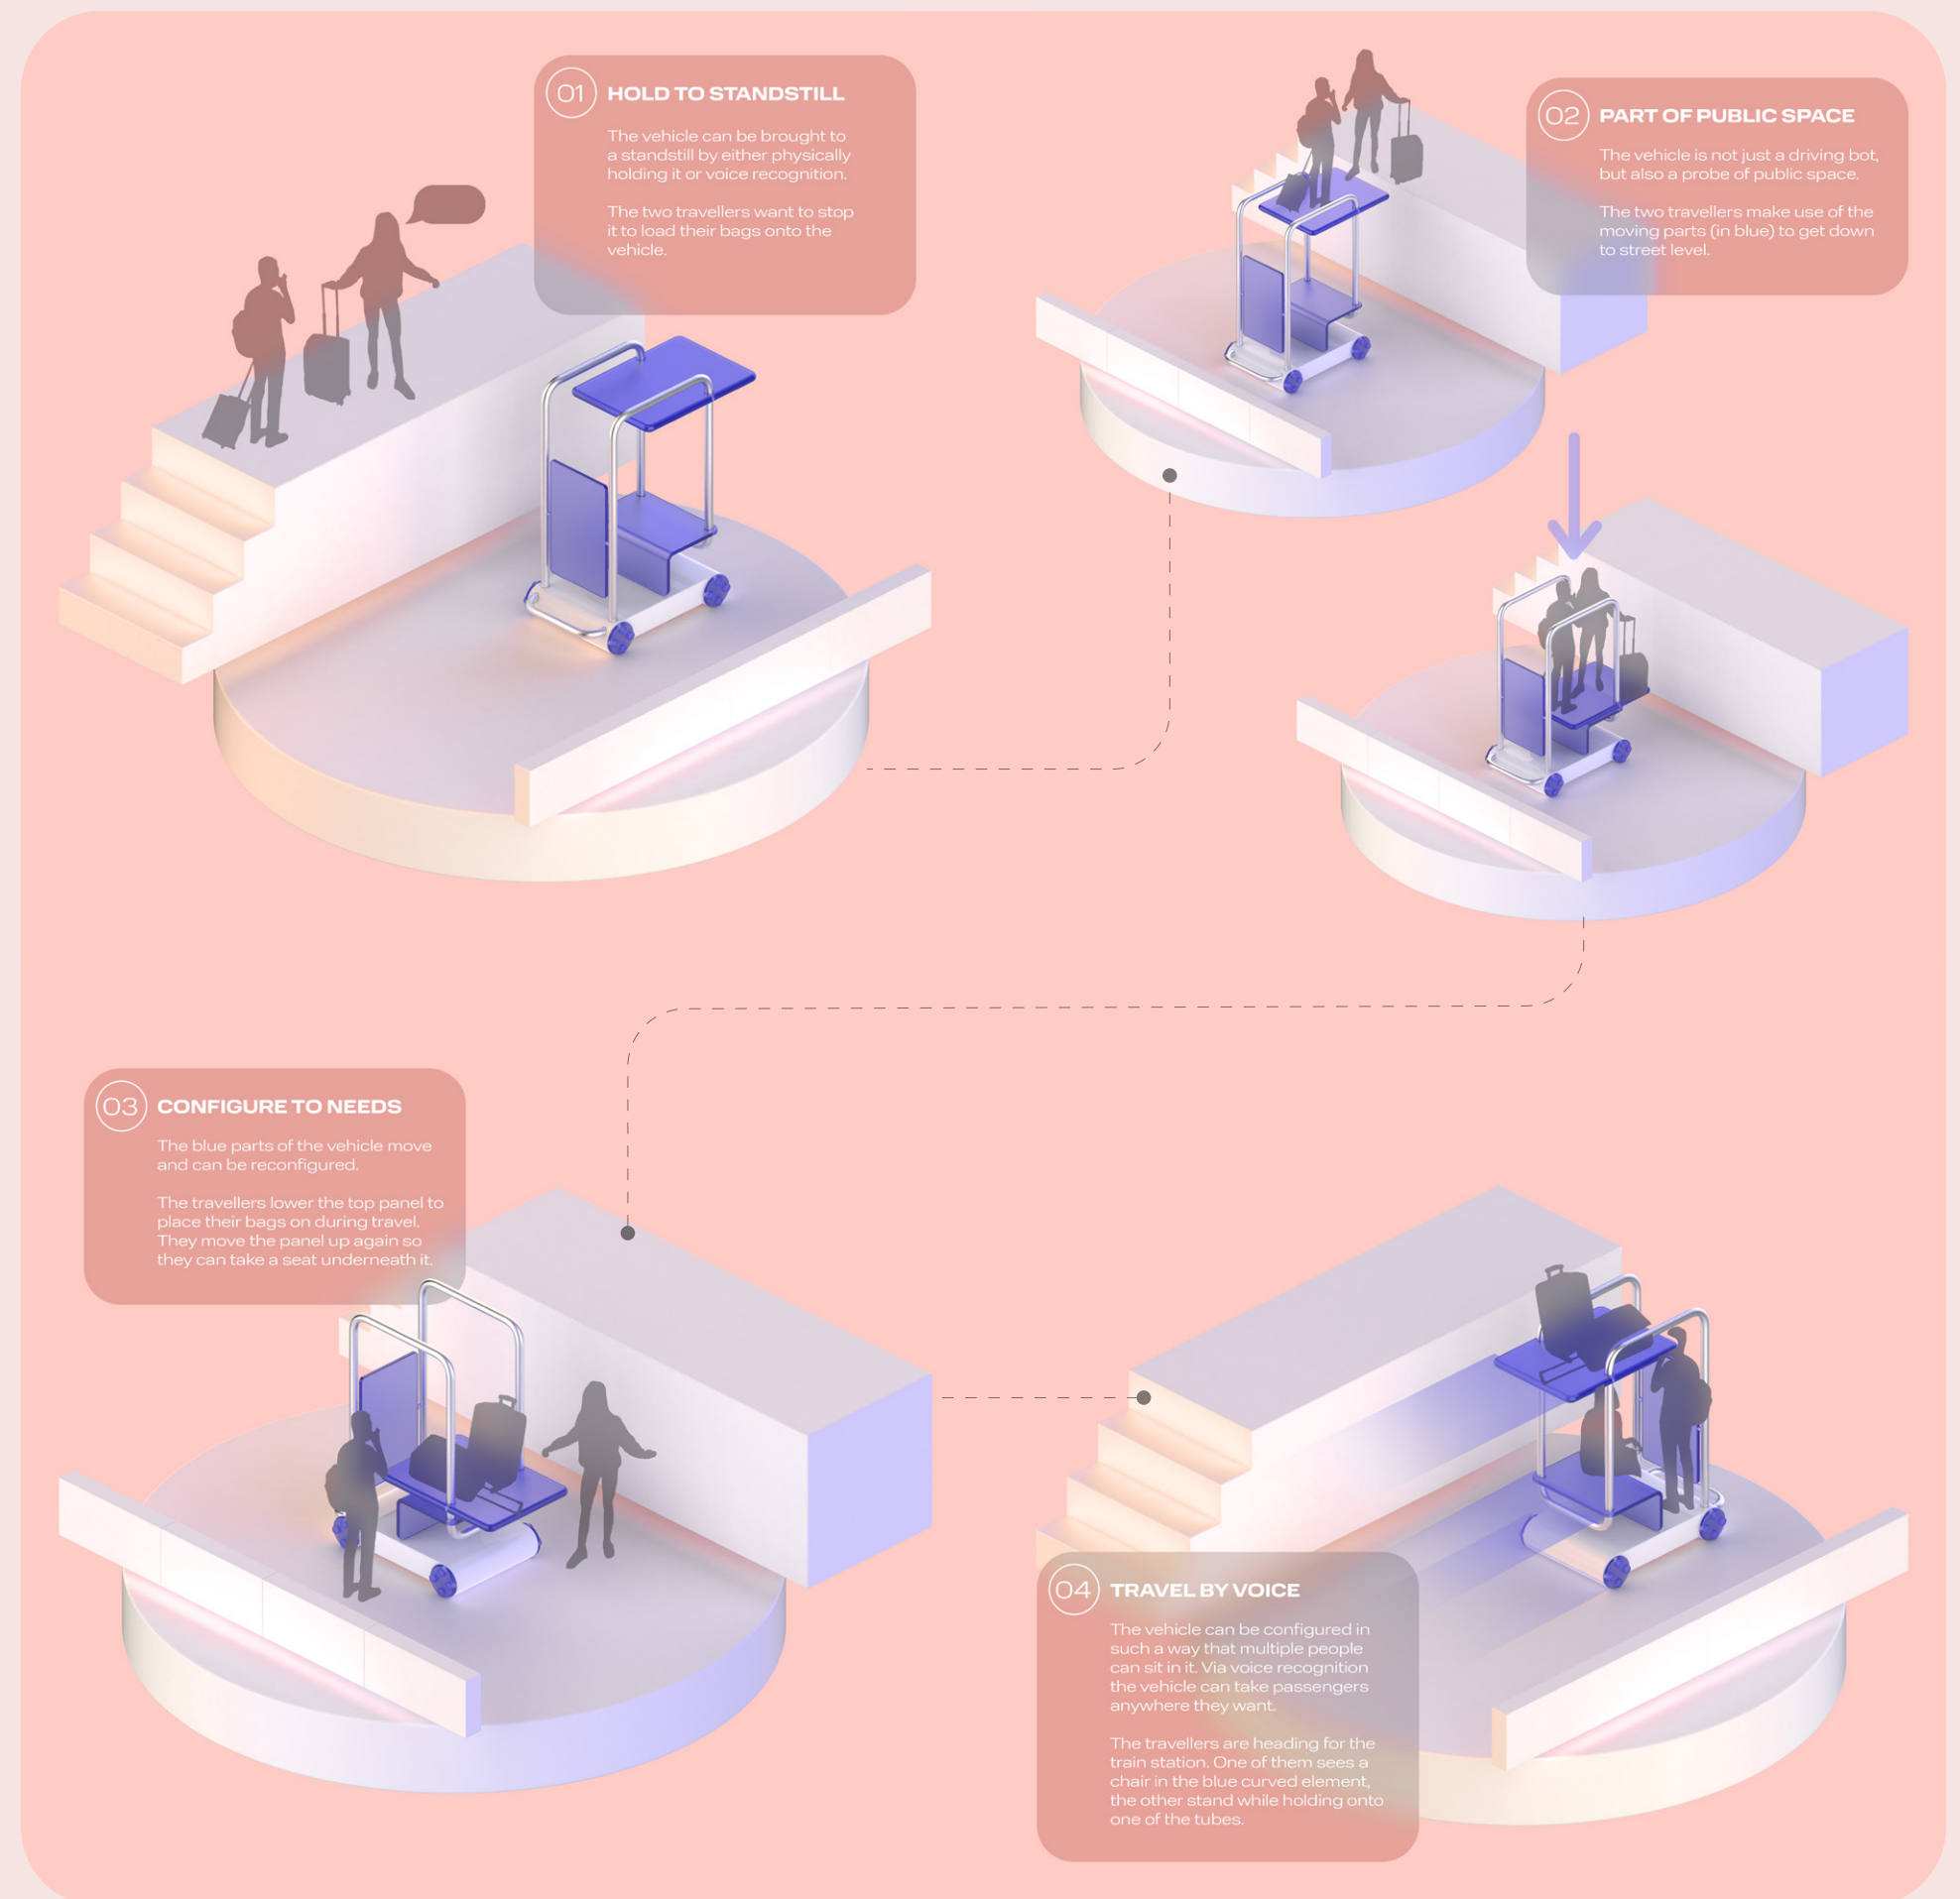 01 HOLD TO STANDSTILL
The vehicle can be brought to
a standstill by either physically
holding it or voice recognition.
The two travellers want to stop
it to load their bags onto the
vehicle.
02 PART OF PUBLIC SPACE
The vehicle is not just a driving bot,
but also a probe of public space.
The two travellers make use of the
moving parts (in blue) to get down
to street level.
03 CONFIGURE TO NEEDS
The blue parts of the vehicle move
and can be reconfigured.
The travellers lower the top panel to
place their bags on during travel.
They move the panel up again so
they can take a seat underneath it.
04 TRAVEL BY VOICE
The vehicle can be configured in
such a way that multiple people
can sit in it. Via voice recognition
the vehicle can take passengers
anywhere they want.
The travellers are heading for the
train station. One of them sees a
chair in the blue curved element,
the other stand while holding onto
one of the tubes.